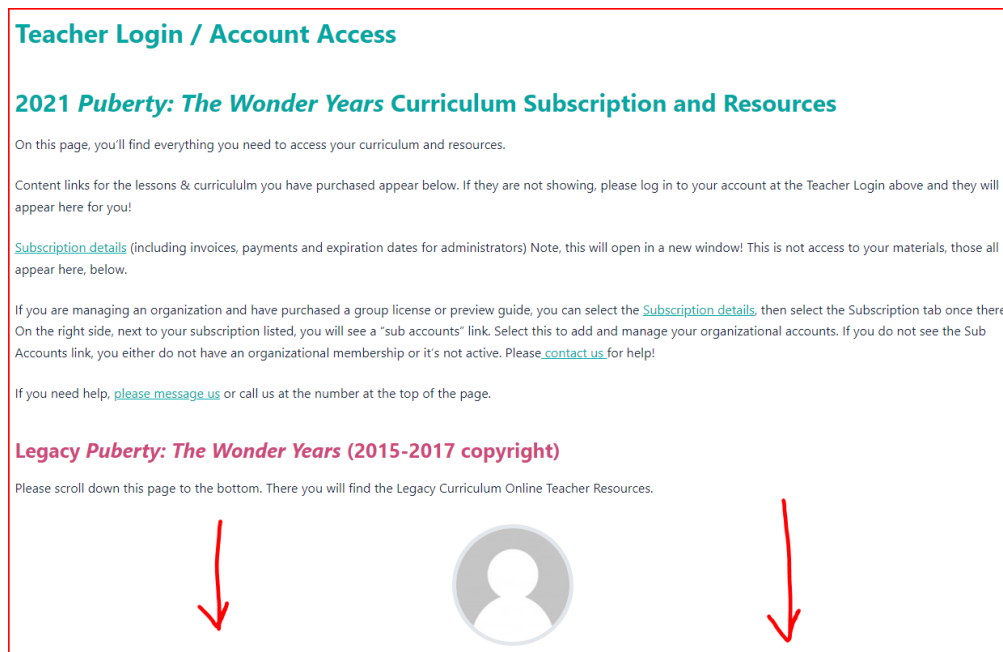 Teacher Login / Account Access
2021 Puberty: The Wonder Years Curriculum Subscription and Resources
On this page, you'll find everything you need to access your curriculum and resources.
Content links for the lessons & curricululm you have purchased appear below. If they are not showing, please log in to your account at the Teacher Login above and they will
appear here for you!
Subscription details (including invoices, payments and expiration dates for administrators) Note, this will open in a new window! This is not access to your materials, those all
appear here, below.
If you are managing an organization and have purchased a group license or preview guide, you can select the Subscription details, then select the Subscription tab once there
On the right side, next to your subscription listed, you will see a "sub accounts" link. Select this to add and manage your organizational accounts. If you do not see the Sub
Accounts link, you either do not have an organizational membership or it's not active. Please contact us for help!
If you need help, please message us or call us at the number at the top of the page.
Legacy Puberty: The Wonder Years (2015-2017 copyright)
Please scroll down this page to the bottom. There you will find the Legacy Curriculum Online Teacher Resources.